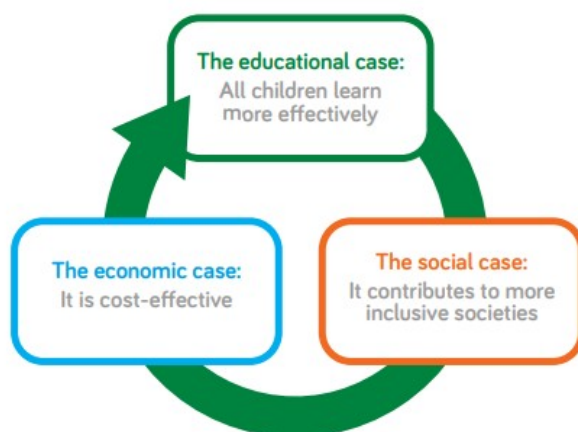 The educational case:
All children learn
more effectively
The economic case:
It is cost-effective
The social case:
It contributes to more
inclusive societies